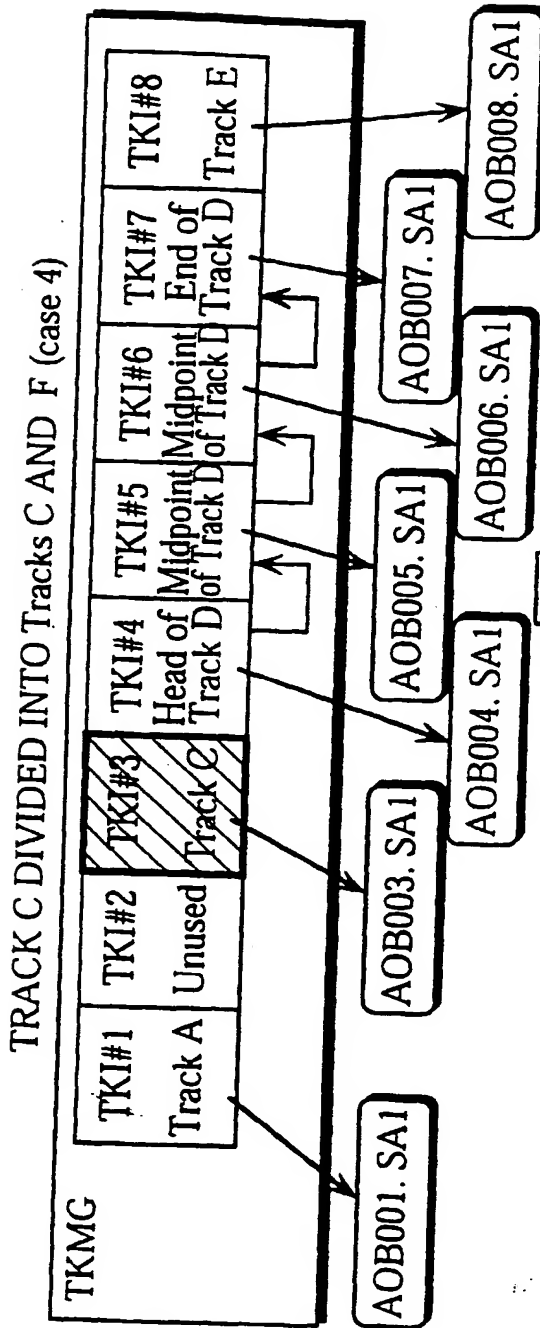 TRACK C DIVIDED INTO Tracks C AND F (case 4)
TKMG
TKI#1
Track A
TKI#2
Unused
TKI#3
Track C
TKI#4
Head of
Track D
TKI#5
Midpoint
of Track D
TKI#6
Midpoint
of Track D
TKI#7
End of
Track D
TKI#8
Track E
AOB001. SA1
AOB003. SA1
AOB004. SA1
AOB005. SA1
AOB006. SA1
AOB007. SA1
AOB008. SA1